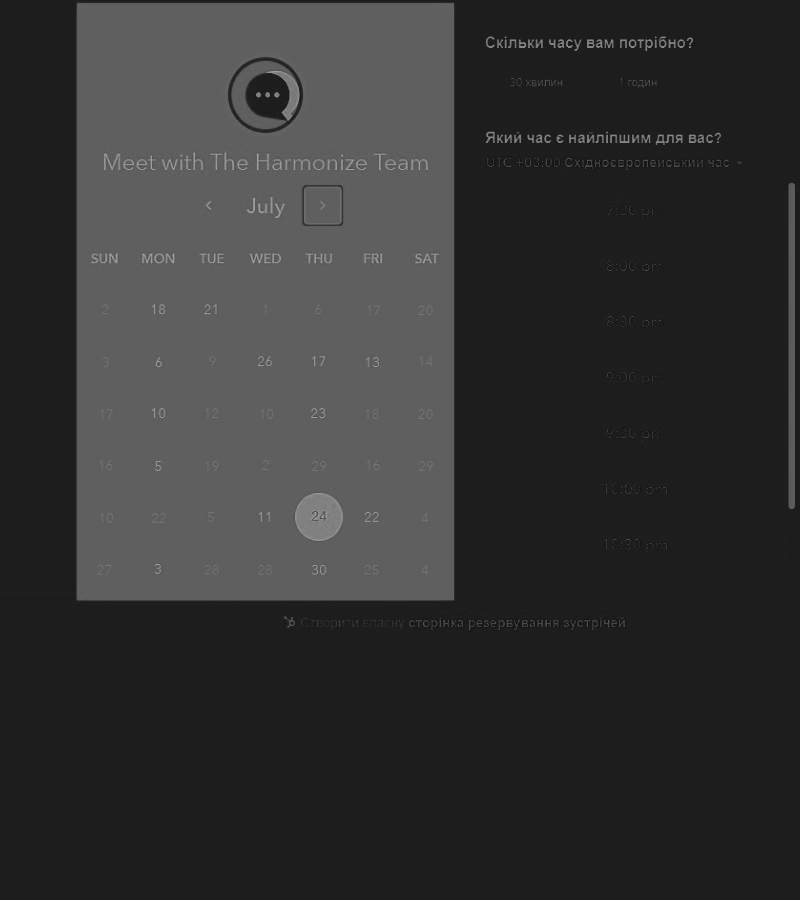 Meet with The Harmonize Team
July
SUN MON TUE WED THU FRI SAT
2 18 21 1 6 17 20
3 6 9 26 17 13 14
17 10 12 10 23 18 20
16 5 19 2 29 16 29
10 22 5 11 24 22 4
27 3 28 28 30 25 4
Скільки часу вам потрібно?
30 хвилин 1 годин
Який час є найліпшим для вас?
UTC +03:00 Східноєвропейський час
7:30 pm
8:00 pm
8:30 pm
9:00 pm
9:30 pm
10:00 pm
10:30 pm
Створити власну сторінка резервування зустрічей